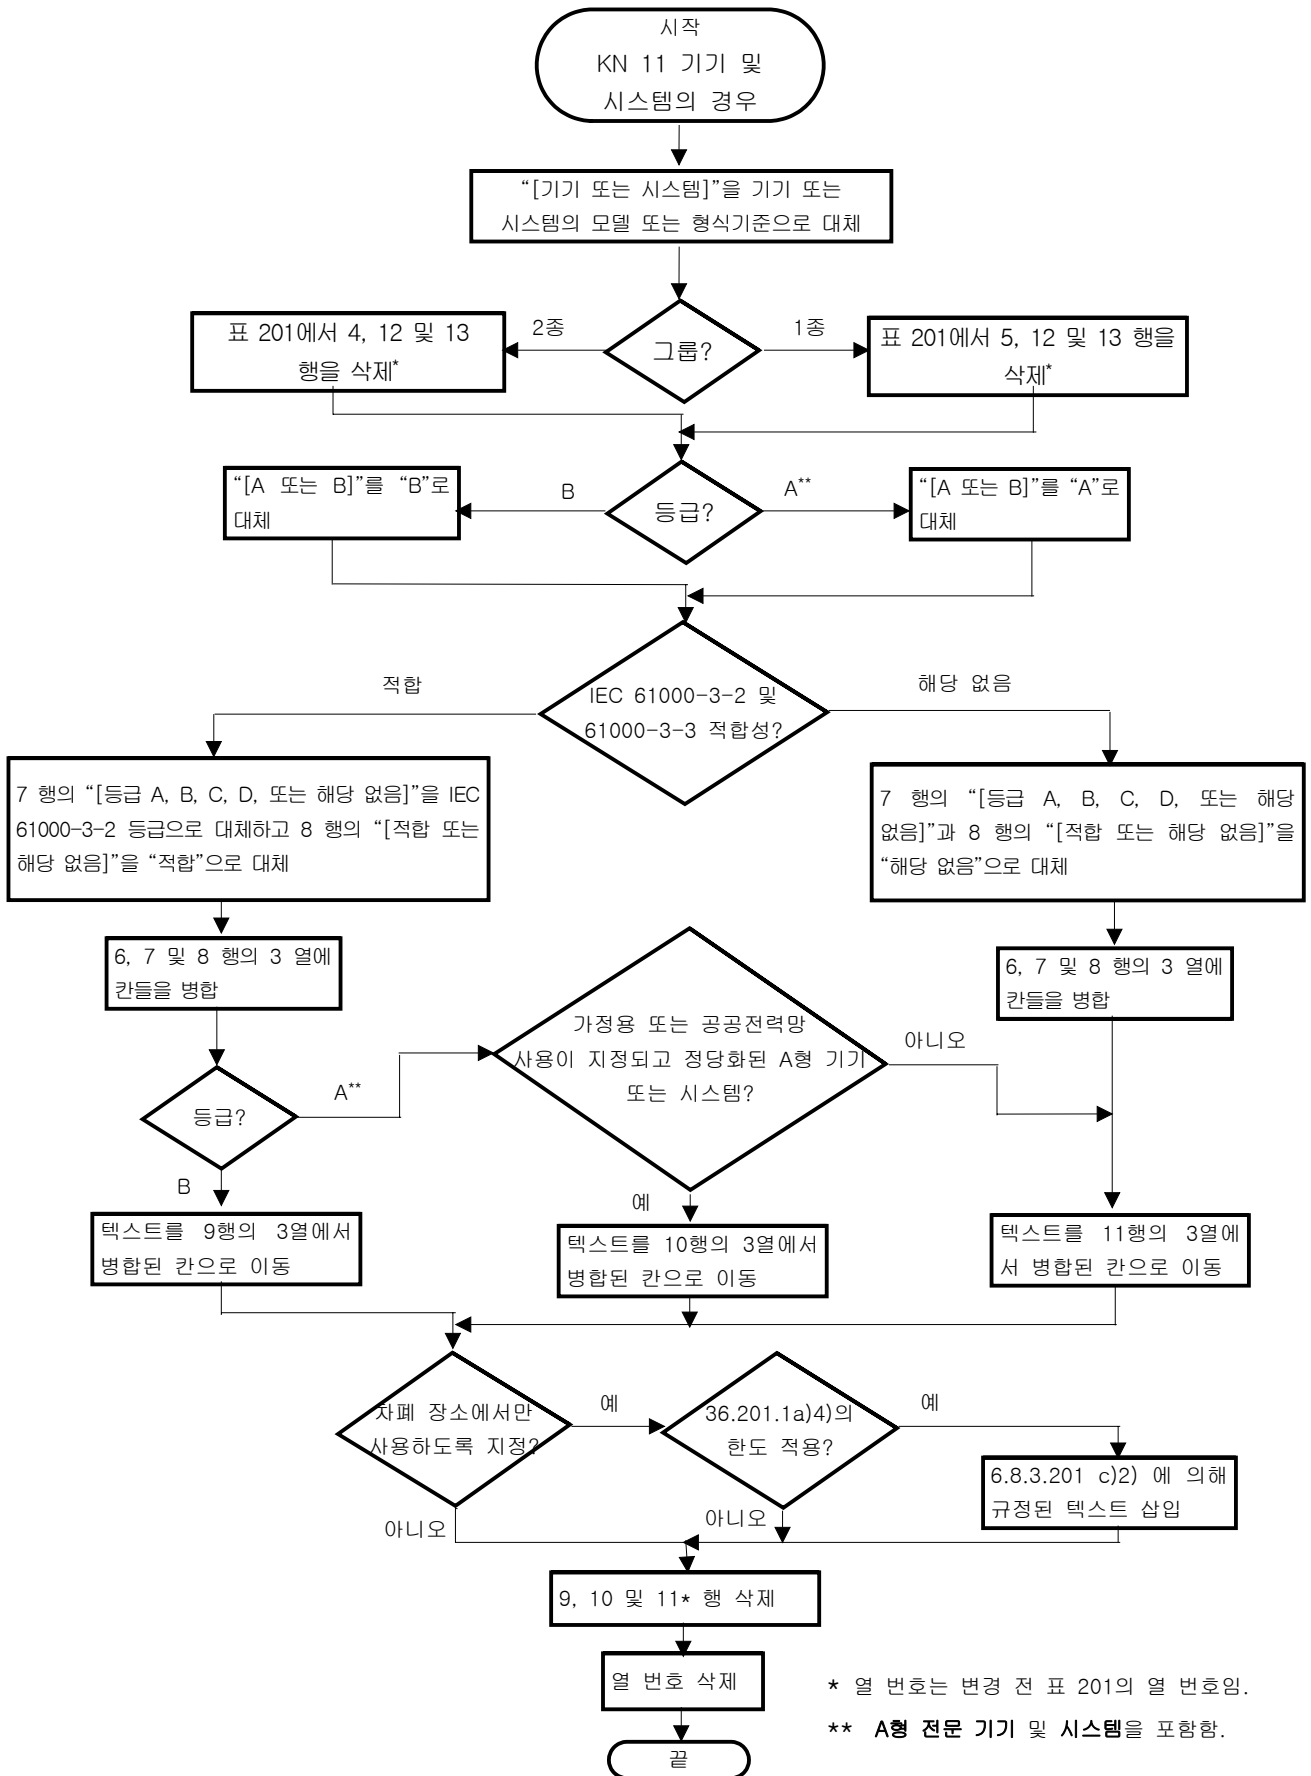 시작
KN 11 기기 및
시스템의 경우
“[기기 또는 시스템]”을 기기 또는
시스템의 모델 또는 형식기준으로 대체
그룹?
2종
1종
표 201에서 4, 12 및 13
행을 삭제*
표 201에서 5, 12 및 13 행을
삭제*
등급?
B
A**
“[A 또는 B]”를 “B”로
대체
“[A 또는 B]”를 “A”로
대체
IEC 61000-3-2 및
61000-3-3 적합성?
적합
해당 없음
7 행의 “[등급 A, B, C, D, 또는 해당 없음]”을 IEC
61000-3-2 등급으로 대체하고 8 행의 “[적합 또는
해당 없음]”을 “적합”으로 대체
7 행의 “[등급 A, B, C, D, 또는 해당
없음]”과 8 행의 “[적합 또는 해당 없음]”을
“해당 없음”으로 대체
6, 7 및 8 행의 3 열에
칸들을 병합
6, 7 및 8 행의 3 열에
칸들을 병합
가정용 또는 공공전력망
사용이 지정되고 정당화된 A형 기기
또는 시스템?
아니오
등급?
A**
B
예
텍스트를 9행의 3열에서
병합된 칸으로 이동
텍스트를 10행의 3열에서
병합된 칸으로 이동
텍스트를 11행의 3열에
서 병합된 칸으로 이동
차폐 장소에서만
사용하도록 지정?
예
36.201.1a)4)의
한도 적용?
예
6.8.3.201 c)2) 에 의해
규정된 텍스트 삽입
아니오
아니오
9, 10 및 11* 행 삭제
열 번호 삭제
끝
* 열 번호는 변경 전 표 201의 열 번호임.
** A형 전문 기기 및 시스템을 포함함.